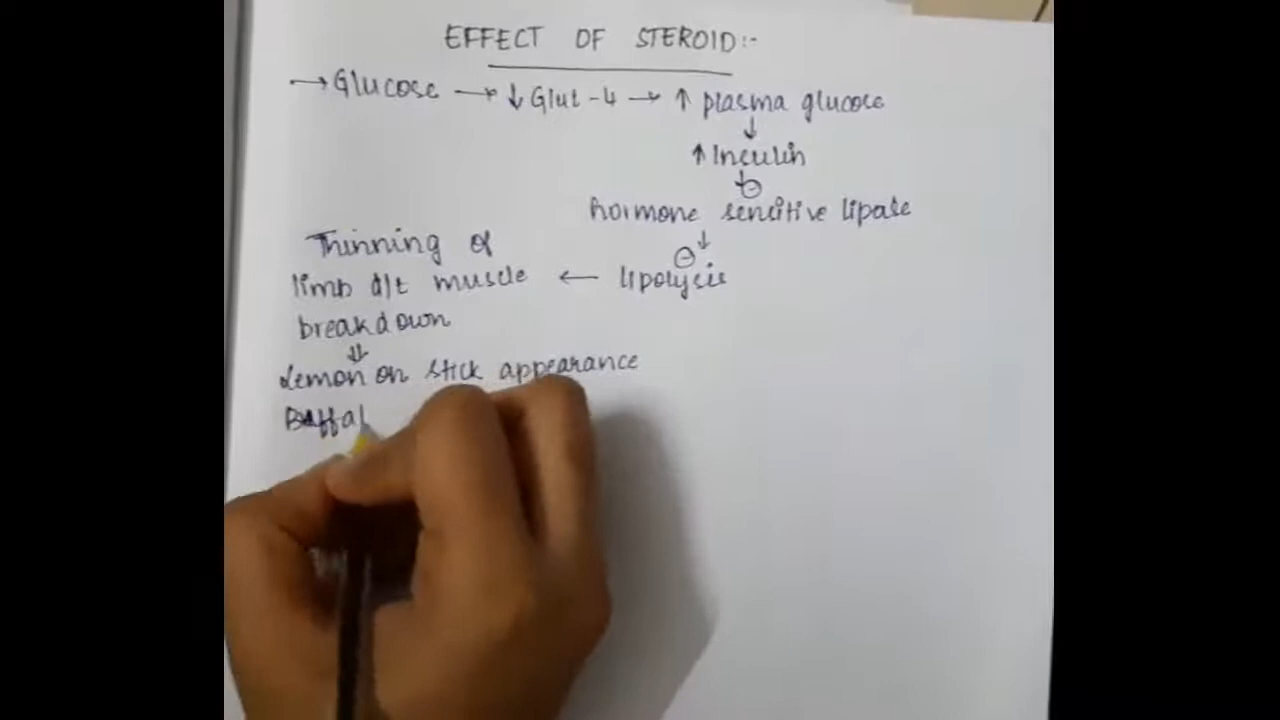 EFFECT OF STEROID:-
→ Glucose → ↓ Glut-4 → ↑ plasma glucose
↓
↑ Insulin
↓ ⊖
hormone sensitive lipase
↓ ⊖
Thinning of
limb d/t muscle ← lipolysis
breakdown
⇓
Lemon on stick appearance
Buffal